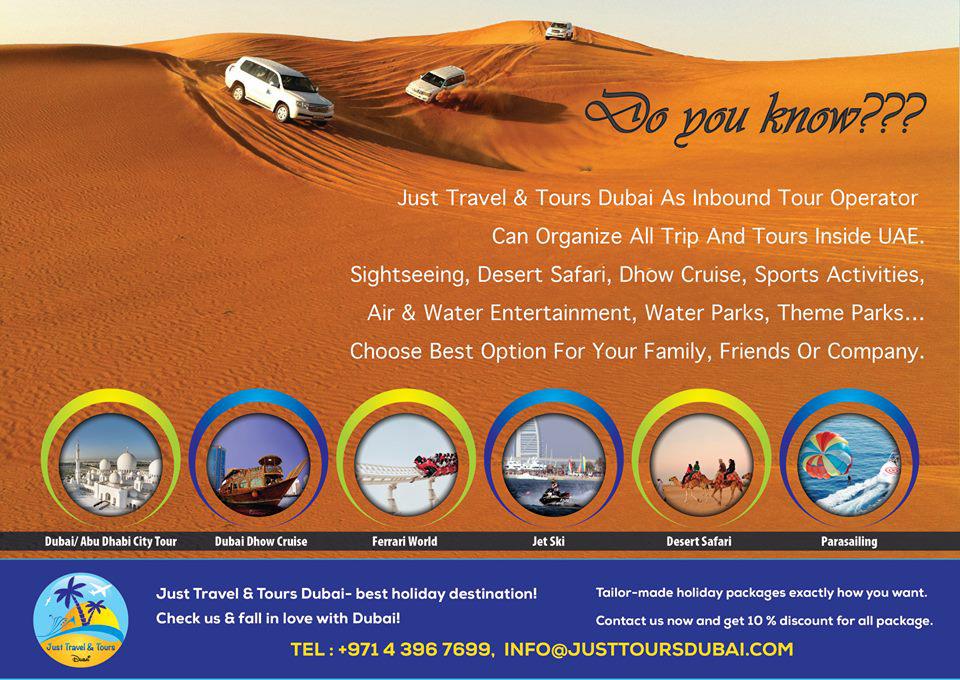 Do you know???
Just Travel & Tours Dubai As Inbound Tour Operator
Can Organize All Trip And Tours Inside UAE.
Sightseeing, Desert Safari, Dhow Cruise, Sports Activities,
Air & Water Entertainment, Water Parks, Theme Parks...
Choose Best Option For Your Family, Friends Or Company.
Dubai/ Abu Dhabi City Tour
Dubai Dhow Cruise
Ferrari World
Jet Ski
Desert Safari
Parasailing
Just Travel & Tours
Dubai
Just Travel & Tours Dubai- best holiday destination!
Check us & fall in love with Dubai!
Tailor-made holiday packages exactly how you want.
Contact us now and get 10 % discount for all package.
TEL : +971 4 396 7699, INFO@JUSTTOURSDUBAI.COM